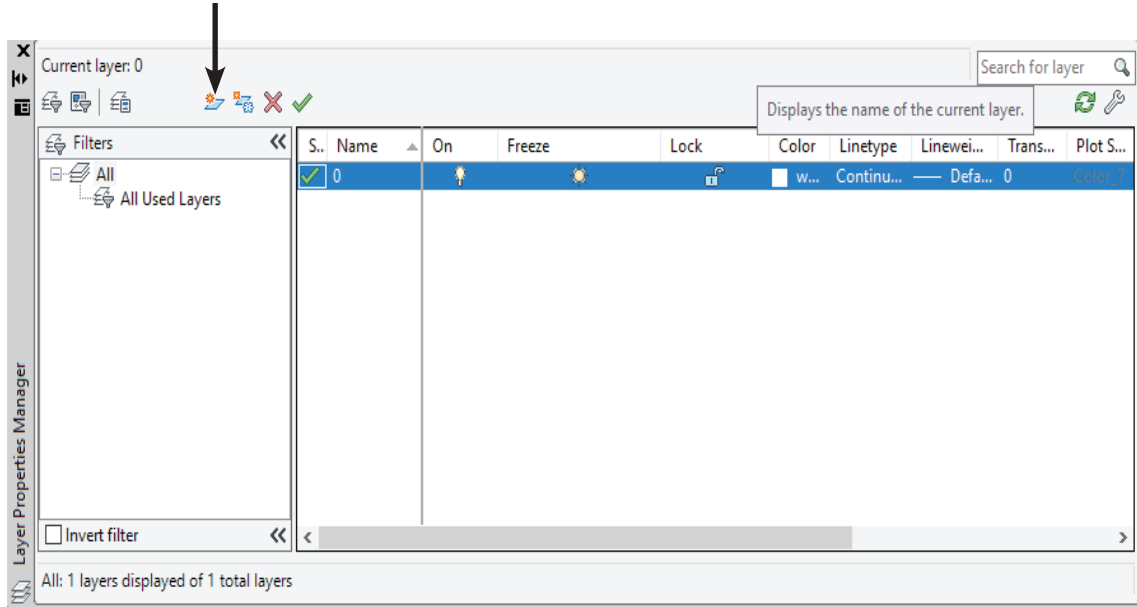 Current layer: 0
Search for layer
Displays the name of the current layer.
Filters
S.. Name On Freeze Lock Color Linetype Linewei... Trans... Plot S...
All
0 w... Continu... Defa... 0 Color_7
All Used Layers
Invert filter
All: 1 layers displayed of 1 total layers
Layer Properties Manager